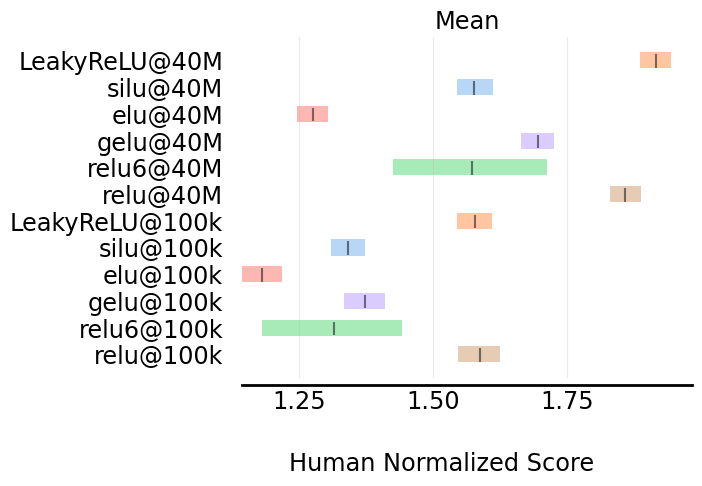 Mean
LeakyReLU@40M
silu@40M
elu@40M
gelu@40M
relu6@40M
relu@40M
LeakyReLU@100k
silu@100k
elu@100k
gelu@100k
relu6@100k
relu@100k
1.25 1.50 1.75
Human Normalized Score